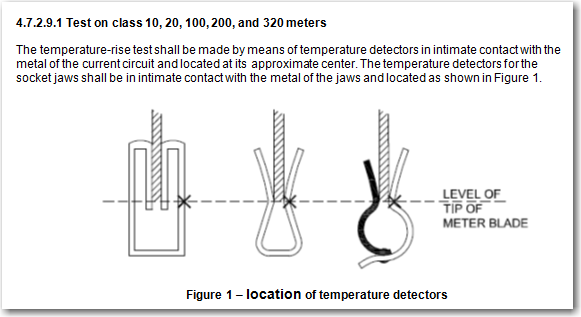 4.7.2.9.1 Test on class 10, 20, 100, 200, and 320 meters
The temperature-rise test shall be made by means of temperature detectors in intimate contact with the
metal of the current circuit and located at its approximate center. The temperature detectors for the
socket jaws shall be in intimate contact with the metal of the jaws and located as shown in Figure 1.
LEVEL OF
TIP OF
METER BLADE
Figure 1 – location of temperature detectors